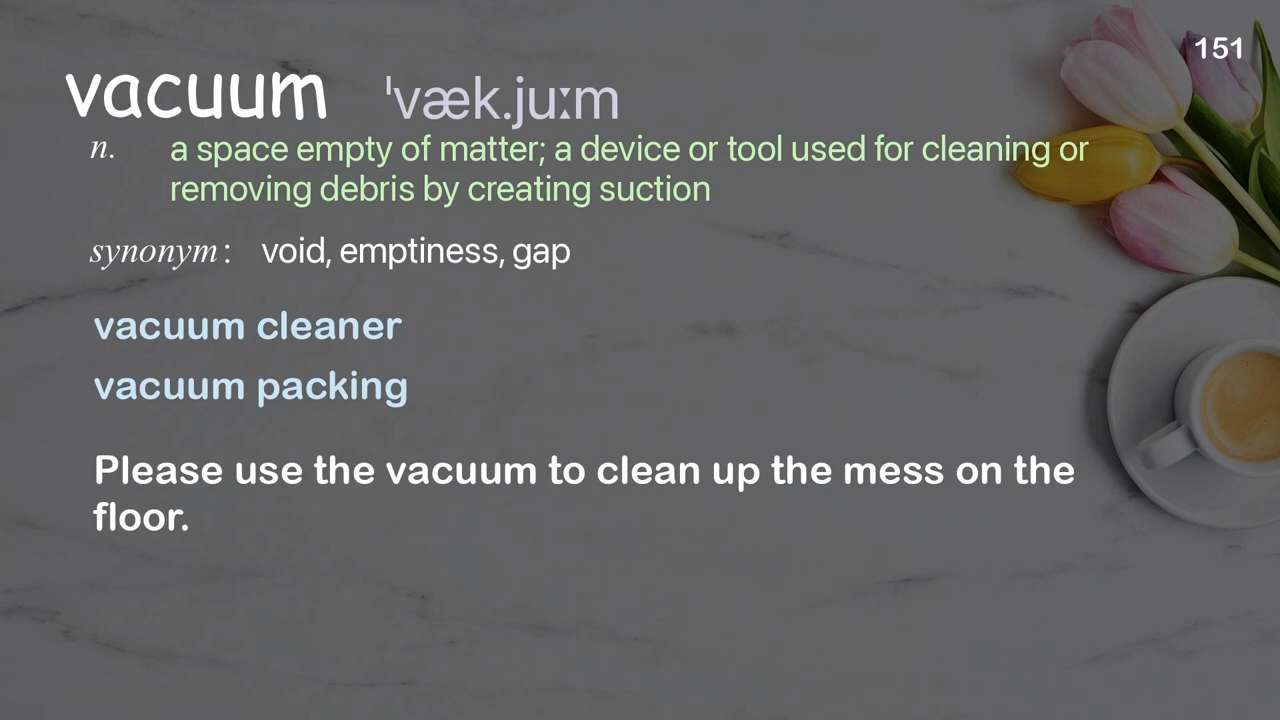 151
vacuum ˈvæk.juːm
n. a space empty of matter; a device or tool used for cleaning or
removing debris by creating suction
synonym: void, emptiness, gap
vacuum cleaner
vacuum packing
Please use the vacuum to clean up the mess on the
floor.